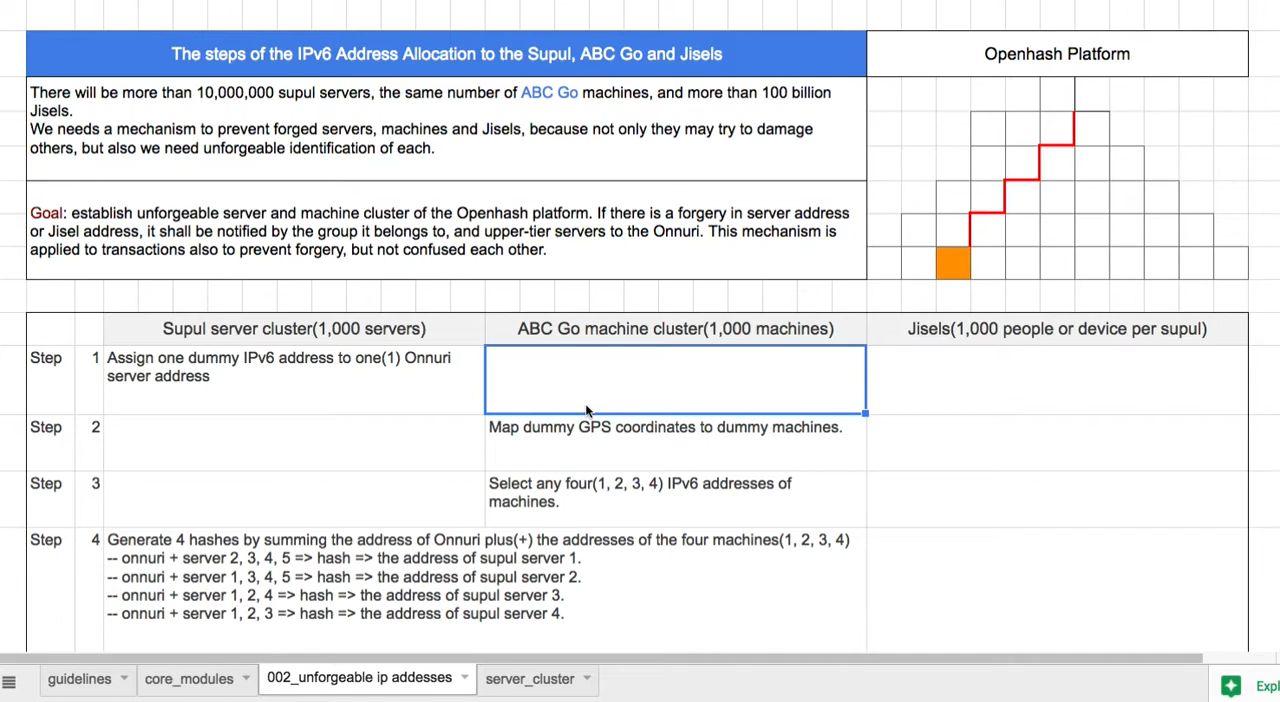 The steps of the IPv6 Address Allocation to the Supul, ABC Go and Jisels
Openhash Platform
There will be more than 10,000,000 supul servers, the same number of ABC Go machines, and more than 100 billion
Jisels.
We needs a mechanism to prevent forged servers, machines and Jisels, because not only they may try to damage
others, but also we need unforgeable identification of each.
Goal: establish unforgeable server and machine cluster of the Openhash platform. If there is a forgery in server address
or Jisel address, it shall be notified by the group it belongs to, and upper-tier servers to the Onnuri. This mechanism is
applied to transactions also to prevent forgery, but not confused each other.
Supul server cluster(1,000 servers)
ABC Go machine cluster(1,000 machines)
Jisels(1,000 people or device per supul)
Step 1 Assign one dummy IPv6 address to one(1) Onnuri
server address
Step 2 Map dummy GPS coordinates to dummy machines.
Step 3 Select any four(1, 2, 3, 4) IPv6 addresses of
machines.
Step 4 Generate 4 hashes by summing the address of Onnuri plus(+) the addresses of the four machines(1, 2, 3, 4)
-- onnuri + server 2, 3, 4, 5 => hash => the address of supul server 1.
-- onnuri + server 1, 3, 4, 5 => hash => the address of supul server 2.
-- onnuri + server 1, 2, 4 => hash => the address of supul server 3.
-- onnuri + server 1, 2, 3 => hash => the address of supul server 4.
guidelines
core_modules
002_unforgeable ip addesses
server_cluster
Expl